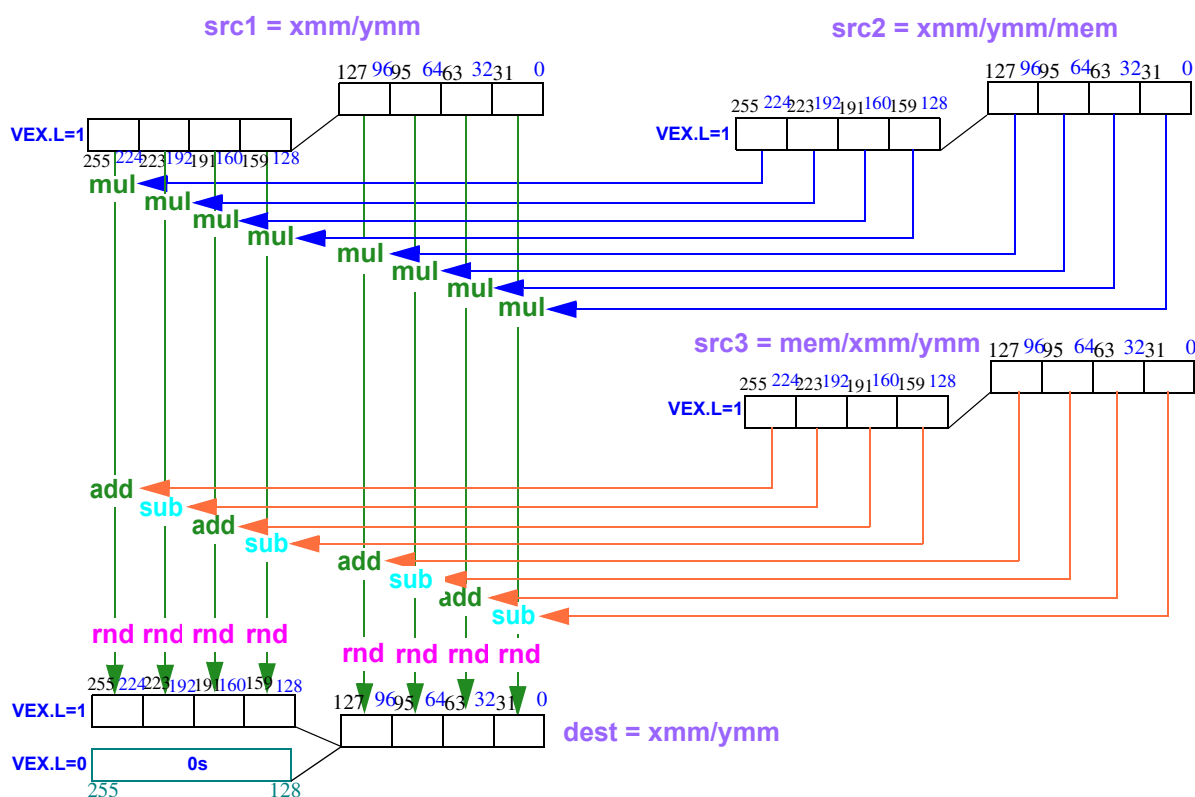 src1 = xmm/ymm
src2 = xmm/ymm/mem
127 96 95 64 63 32 31 0
127 96 95 64 63 32 31 0
255 224 223 192 191 160 159 128
VEX.L=1
VEX.L=1
255 224 223 192 191 160 159 128
mul
mul
mul
mul
mul
mul
mul
mul
src3 = mem/xmm/ymm
127 96 95 64 63 32 31 0
255 224 223 192 191 160 159 128
VEX.L=1
add
sub
add
sub
add
sub
add
sub
rnd rnd rnd rnd
rnd rnd rnd rnd
255 224 223 192 191 160 159 128
127 96 95 64 63 32 31 0
VEX.L=1
dest = xmm/ymm
VEX.L=0 0s
255 128